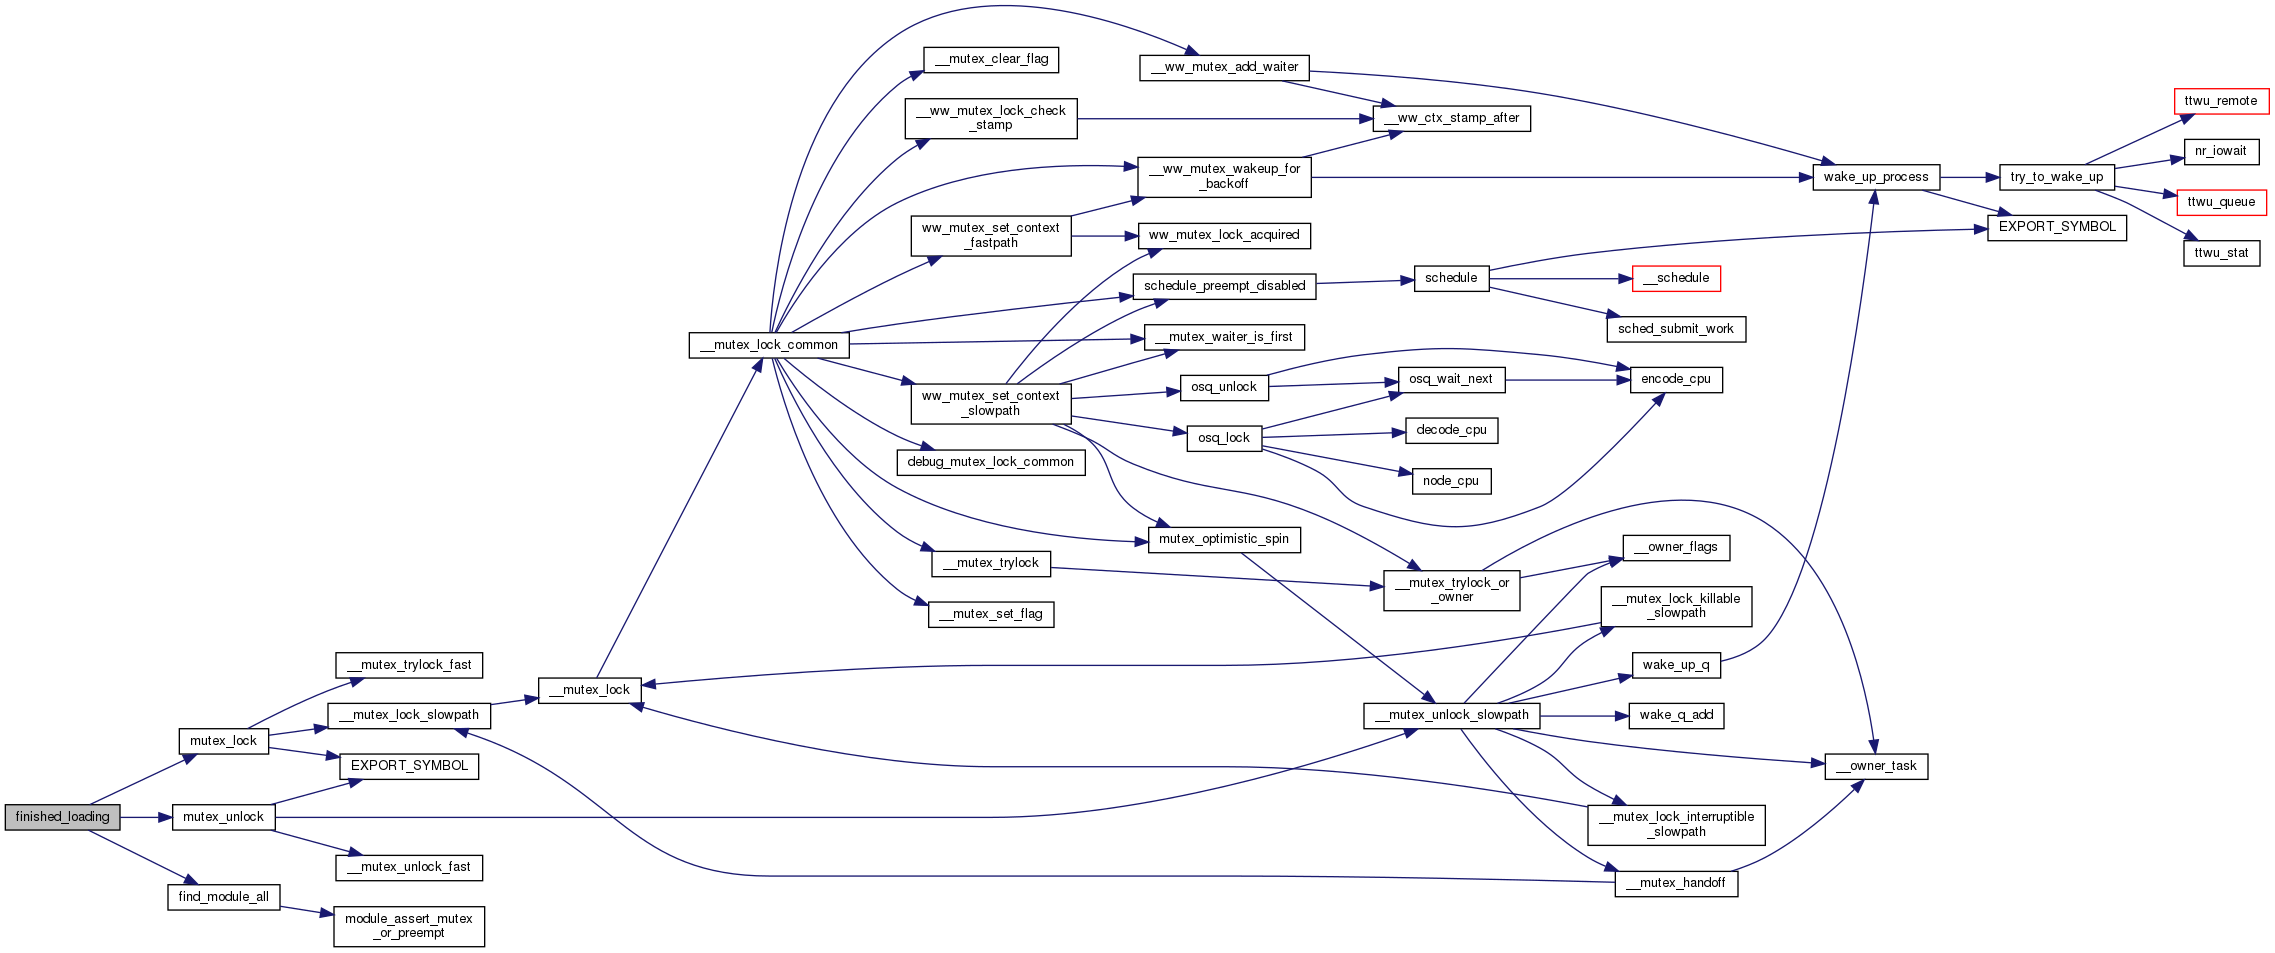 finished_loading
mutex_lock
mutex_unlock
find_module_all
__mutex_trylock_fast
__mutex_lock_slowpath
EXPORT_SYMBOL
__mutex_unlock_fast
module_assert_mutex
_or_preempt
__mutex_lock
__mutex_lock_common
__mutex_clear_flag
__ww_mutex_lock_check
_stamp
ww_mutex_set_context
_fastpath
ww_mutex_set_context
_slowpath
debug_mutex_lock_common
__mutex_trylock
__mutex_set_flag
__ww_mutex_add_waiter
__ww_mutex_wakeup_for
_backoff
ww_mutex_lock_acquired
schedule_preempt_disabled
__mutex_waiter_is_first
osq_unlock
osq_lock
mutex_optimistic_spin
__ww_ctx_stamp_after
schedule
osq_wait_next
decode_cpu
node_cpu
__mutex_trylock_or
_owner
__mutex_unlock_slowpath
__schedule
sched_submit_work
encode_cpu
__owner_flags
__mutex_lock_killable
_slowpath
wake_up_q
wake_q_add
__mutex_lock_interruptible
_slowpath
__mutex_handoff
wake_up_process
__owner_task
try_to_wake_up
EXPORT_SYMBOL
ttwu_remote
nr_iowait
ttwu_queue
ttwu_stat